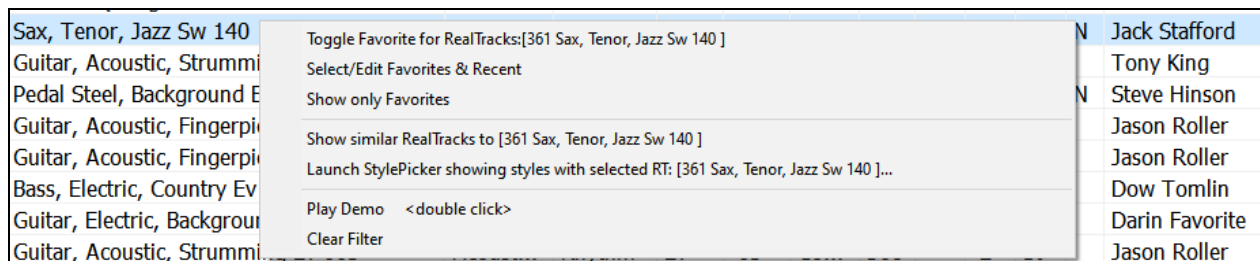 Sax, Tenor, Jazz Sw 140 N Jack Stafford
Toggle Favorite for RealTracks:[361 Sax, Tenor, Jazz Sw 140 ]
Guitar, Acoustic, Strummi Tony King
Select/Edit Favorites & Recent
Pedal Steel, Background N Steve Hinson
Show only Favorites
Guitar, Acoustic, Fingerpi Jason Roller
Show similar RealTracks to [361 Sax, Tenor, Jazz Sw 140 ]
Guitar, Acoustic, Fingerpi Jason Roller
Launch StylePicker showing styles with selected RT: [361 Sax, Tenor, Jazz Sw 140 ]...
Bass, Electric, Country Ev Dow Tomlin
Play Demo <double click>
Guitar, Electric, Backgrour Darin Favorite
Clear Filter
Guitar, Acoustic, Strummi Jason Roller